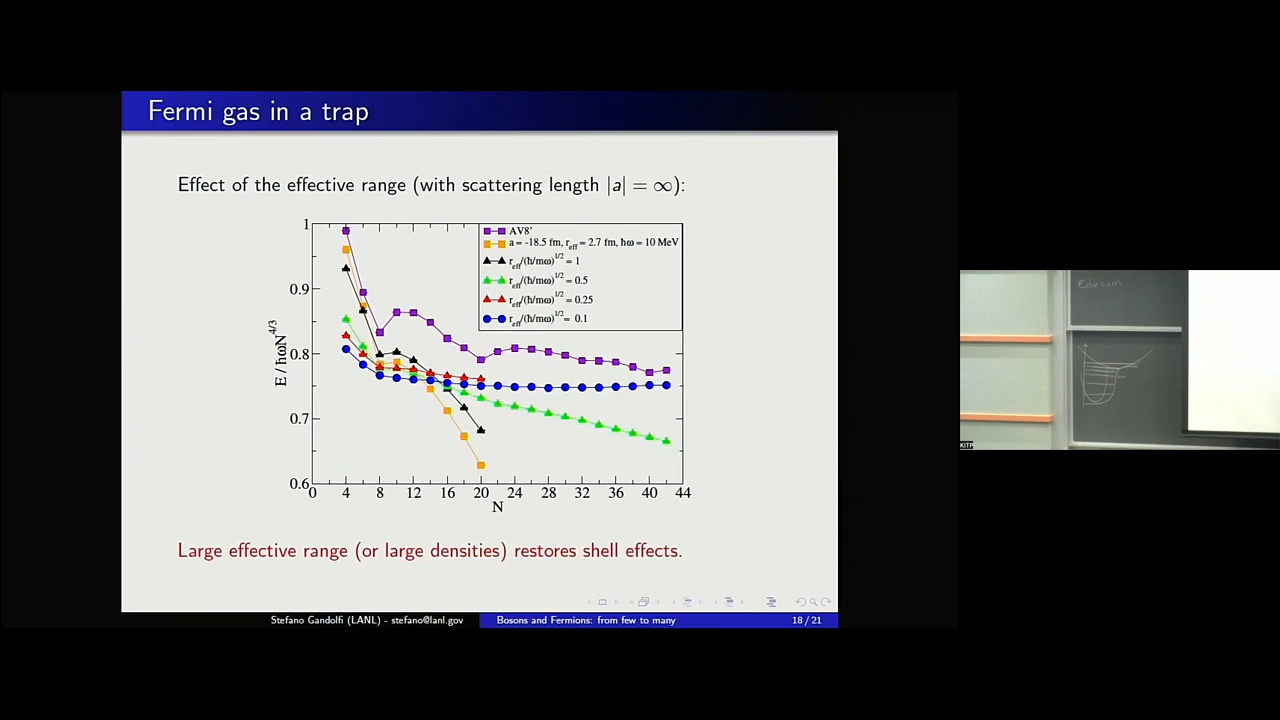 Fermi gas in a trap
Effect of the effective range (with scattering length |a| = ∞):
E / ħωN^4/3
1
0.9
0.8
0.7
0.6
AV8'
a = -18.5 fm, r_eff = 2.7 fm, ħω = 10 MeV
r_eff/(ħ/mω)^1/2 = 1
r_eff/(ħ/mω)^1/2 = 0.5
r_eff/(ħ/mω)^1/2 = 0.25
r_eff/(ħ/mω)^1/2 = 0.1
0 4 8 12 16 20 24 28 32 36 40 44
N
Large effective range (or large densities) restores shell effects.
Stefano Gandolfi (LANL) - stefano@lanl.gov
Bosons and Fermions: from few to many
18 / 21
Eduroam
KITP